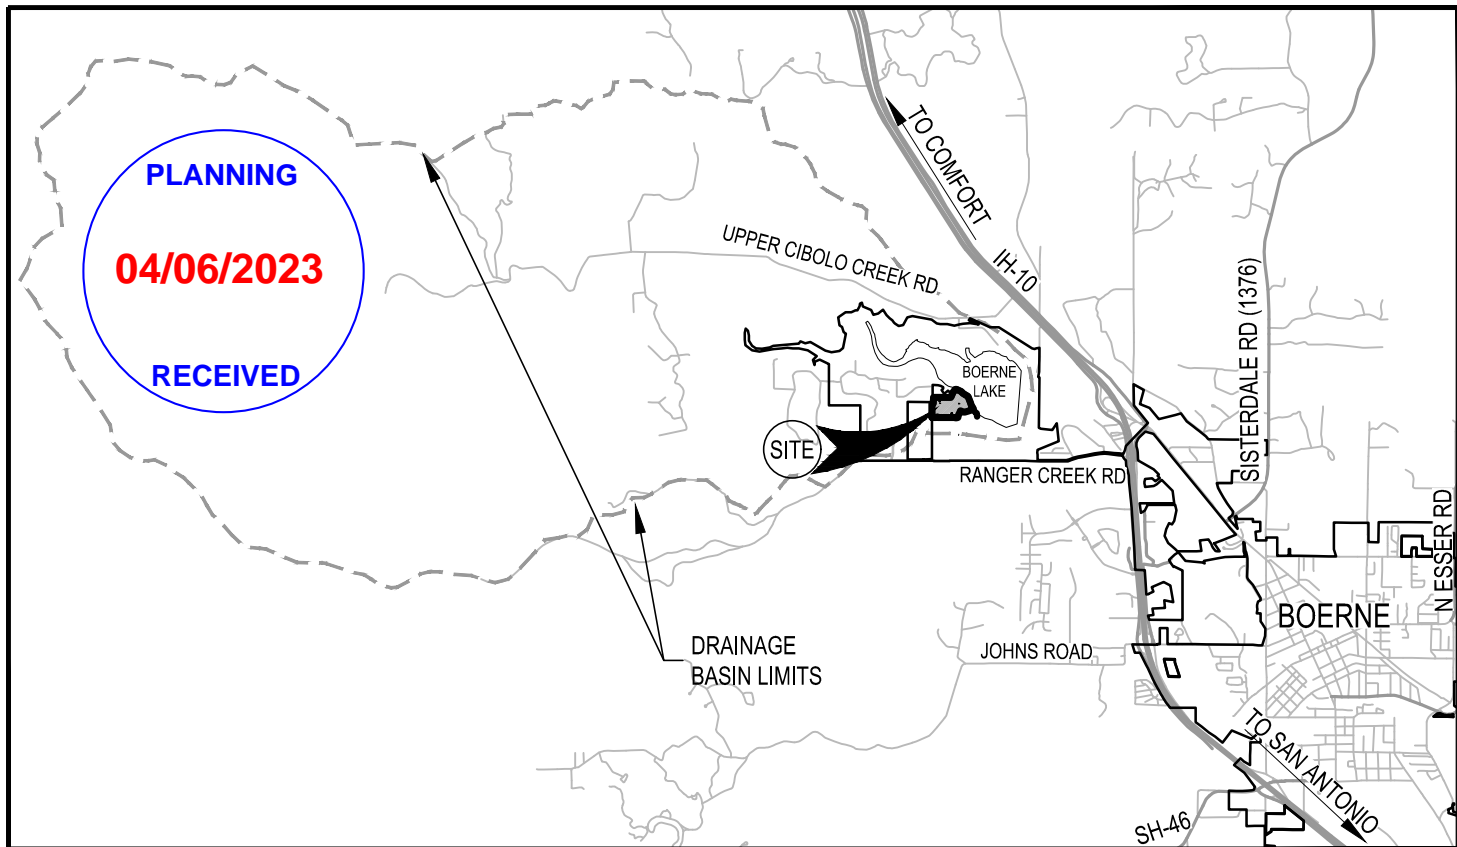 PLANNING
04/06/2023
RECEIVED
TO COMFORT
IH-10
UPPER CIBOLO CREEK RD.
SISTERDALE RD (1376)
BOERNE
LAKE
SITE
RANGER CREEK RD
N ESSER RD
BOERNE
DRAINAGE
BASIN LIMITS
JOHNS ROAD
TO SAN ANTONIO
SH-46